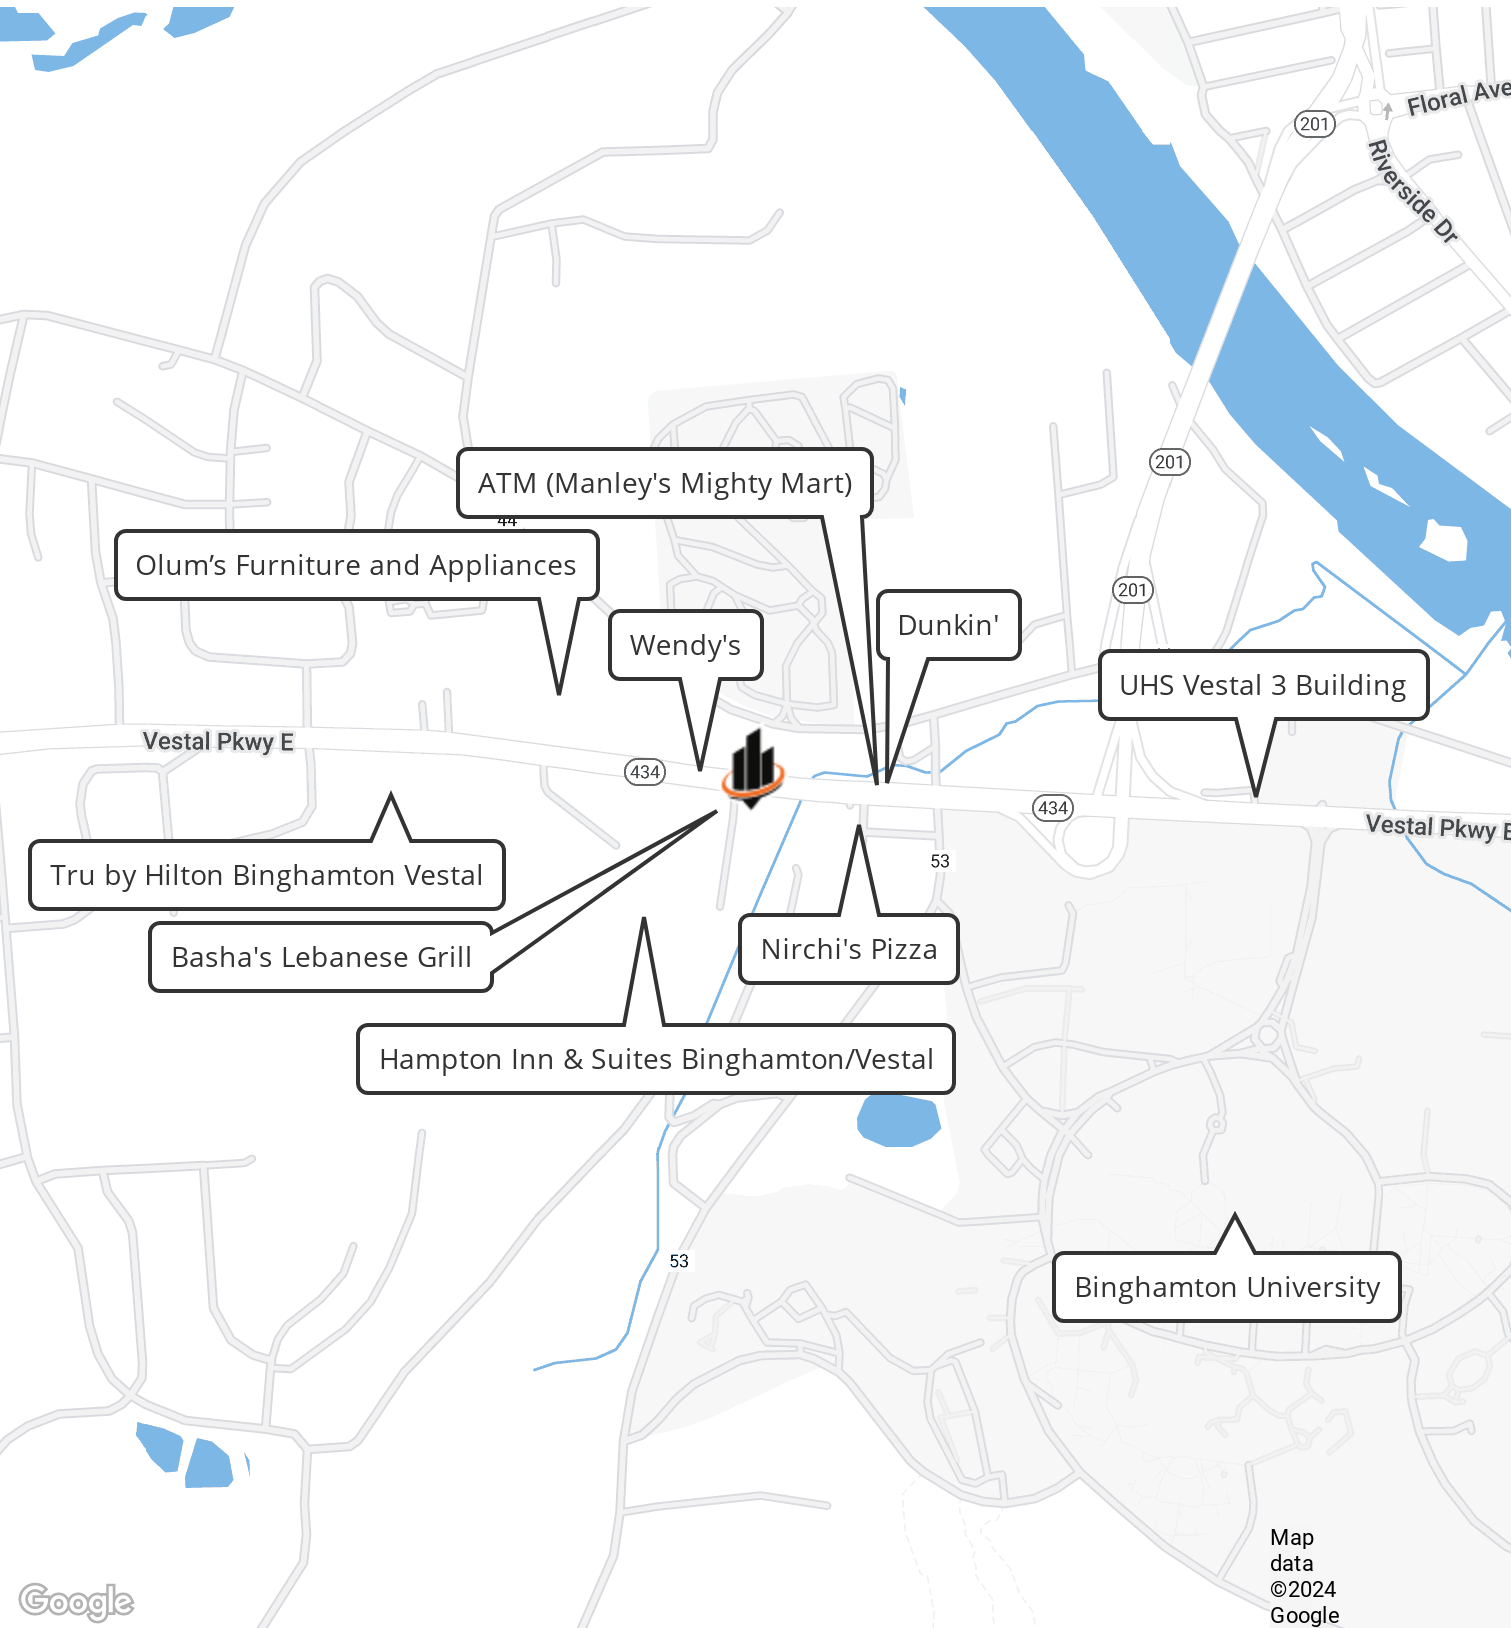 Floral Ave
201
Riverside Dr
201
ATM (Manley's Mighty Mart)
44
Olum’s Furniture and Appliances
201
Dunkin'
Wendy's
UHS Vestal 3 Building
Vestal Pkwy E
434
434
Vestal Pkwy E
53
Tru by Hilton Binghamton Vestal
Nirchi's Pizza
Basha's Lebanese Grill
Hampton Inn & Suites Binghamton/Vestal
53
Binghamton University
Map
data
©2024
Google
Google